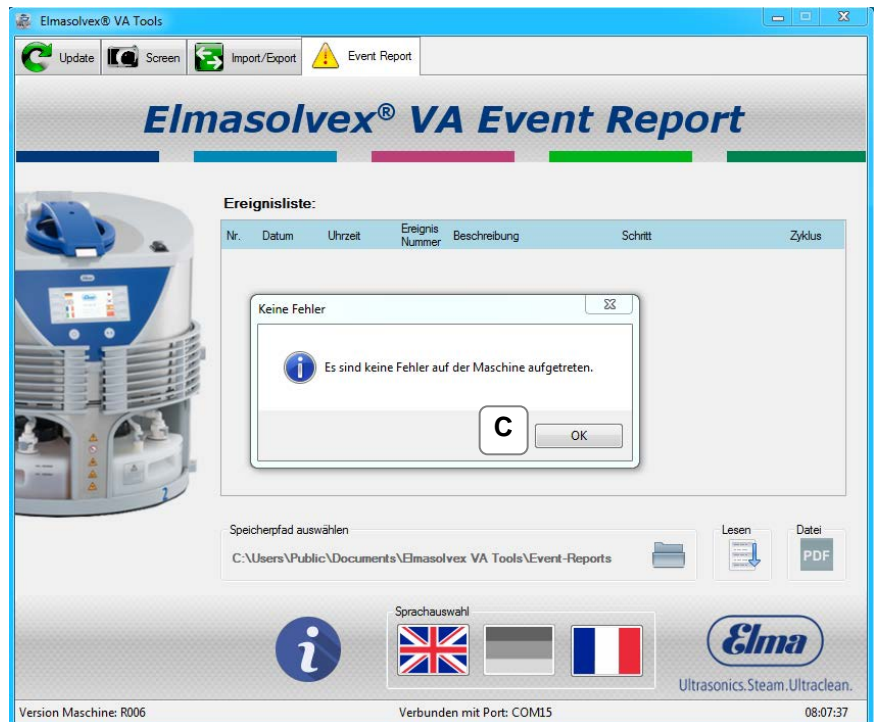 Elmasolvex® VA Tools
Update
Screen
Import/Export
Event Report
Elmasolvex® VA Event Report
Ereignisliste:
Nr. Datum Uhrzeit Ereignis Nummer Beschreibung Schritt Zyklus
Keine Fehler
Es sind keine Fehler auf der Maschine aufgetreten.
C
OK
2
Speicherpfad auswählen
C:\Users\Public\Documents\Elmasolvex VA Tools\Event-Reports
Lesen
Datei
PDF
Sprachauswahl
Elma
Ultrasonics.Steam.Ultraclean.
Version Maschine: R006
Verbunden mit Port: COM15
08:07:37